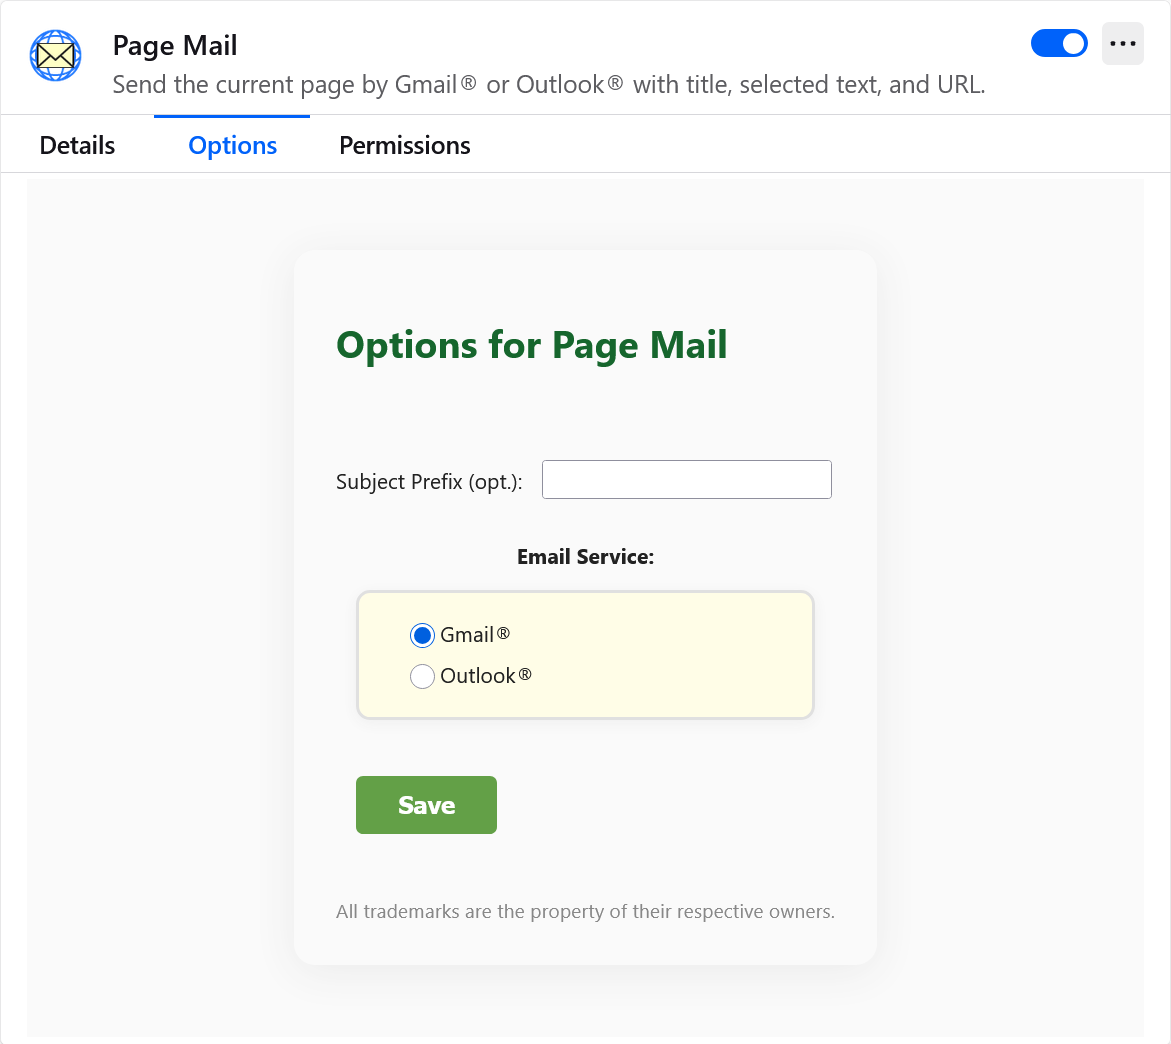 Page Mail
Send the current page by Gmail® or Outlook® with title, selected text, and URL.
Details Options Permissions
Options for Page Mail
Subject Prefix (opt.):
Email Service:
Gmail®
Outlook®
Save
All trademarks are the property of their respective owners.